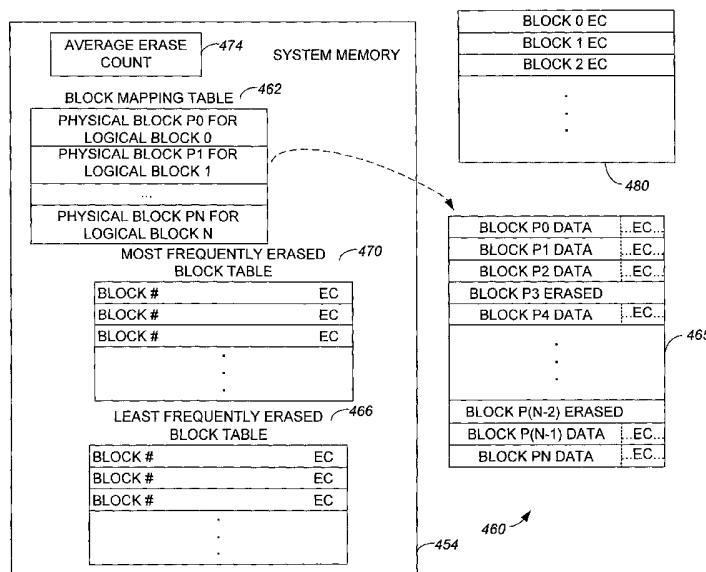 AVERAGE ERASE
COUNT
474
SYSTEM MEMORY
BLOCK MAPPING TABLE
462
PHYSICAL BLOCK P0 FOR
LOGICAL BLOCK 0
PHYSICAL BLOCK P1 FOR
LOGICAL BLOCK 1
...
PHYSICAL BLOCK PN FOR
LOGICAL BLOCK N
MOST FREQUENTLY ERASED
BLOCK TABLE
470
BLOCK # EC
BLOCK # EC
BLOCK # EC
LEAST FREQUENTLY ERASED
BLOCK TABLE
466
BLOCK # EC
BLOCK # EC
BLOCK # EC
454
BLOCK 0 EC
BLOCK 1 EC
BLOCK 2 EC
480
BLOCK P0 DATA ...EC...
BLOCK P1 DATA ...EC...
BLOCK P2 DATA ...EC...
BLOCK P3 ERASED
BLOCK P4 DATA ...EC...
465
BLOCK P(N-2) ERASED
BLOCK P(N-1) DATA ...EC...
BLOCK PN DATA ...EC...
460